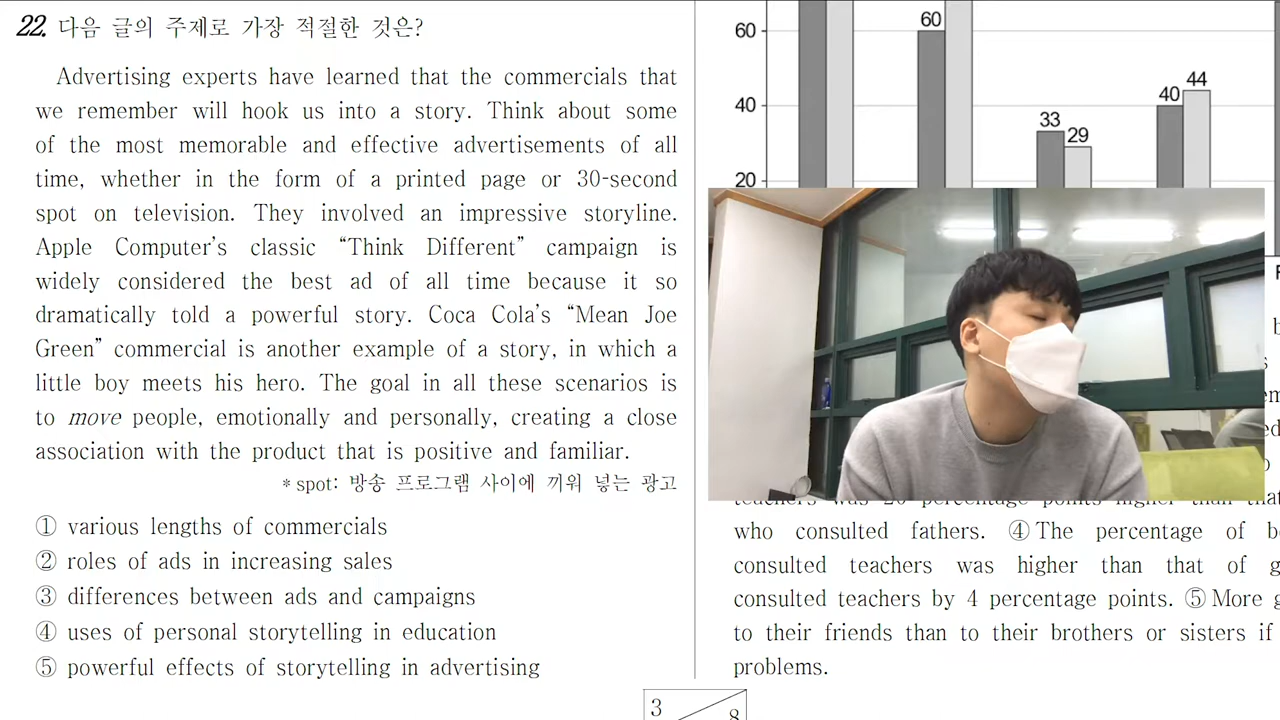 22. 다음 글의 주제로 가장 적절한 것은?
Advertising experts have learned that the commercials that
we remember will hook us into a story. Think about some
of the most memorable and effective advertisements of all
time, whether in the form of a printed page or 30-second
spot on television. They involved an impressive storyline.
Apple Computer's classic “Think Different” campaign is
widely considered the best ad of all time because it so
dramatically told a powerful story. Coca Cola's “Mean Joe
Green” commercial is another example of a story, in which a
little boy meets his hero. The goal in all these scenarios is
to move people, emotionally and personally, creating a close
association with the product that is positive and familiar.
* spot: 방송 프로그램 사이에 끼워 넣는 광고
① various lengths of commercials
② roles of ads in increasing sales
③ differences between ads and campaigns
④ uses of personal storytelling in education
⑤ powerful effects of storytelling in advertising
60
40
20
60
33
29
40
44
teachers was 20 percentage points higher than that
who consulted fathers. ④ The percentage of
consulted teachers was higher than that of
consulted teachers by 4 percentage points. ⑤ More
to their friends than to their brothers or sisters if
problems.
3
8